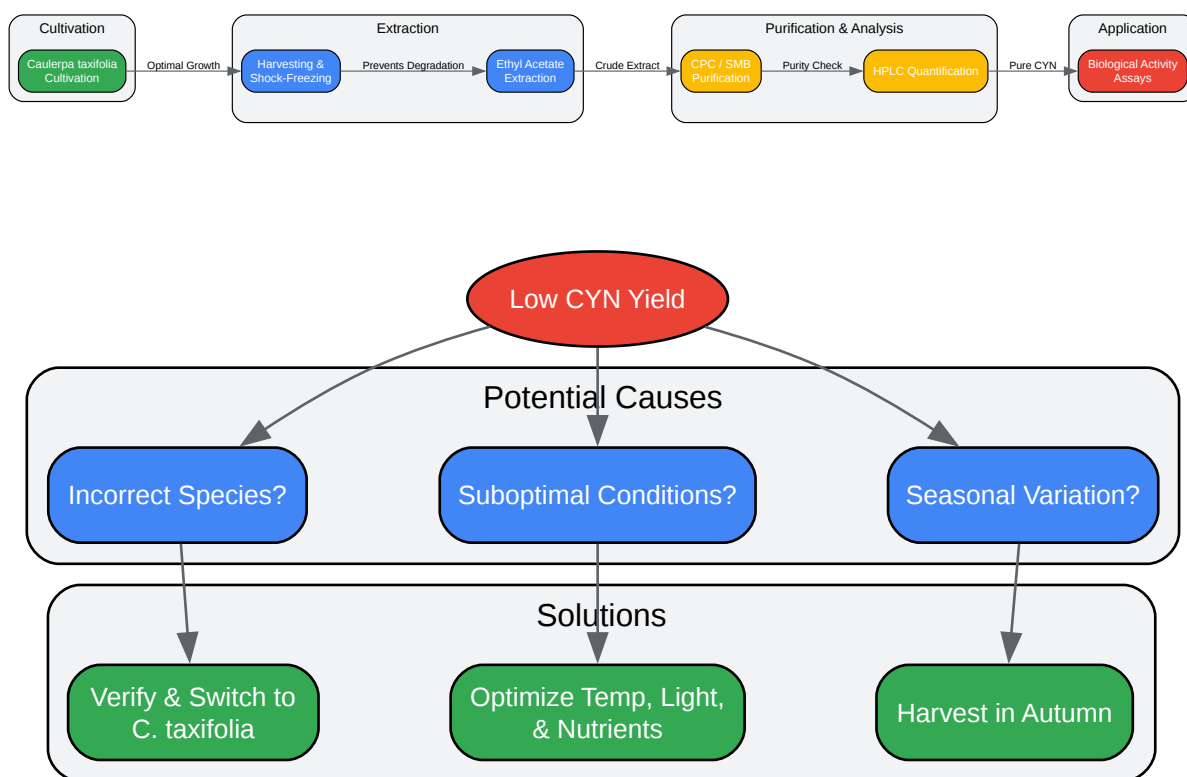 Cultivation
Extraction
Purification & Analysis
Application
Caulerpa taxifolia
Cultivation
Optimal Growth
Harvesting &
Shock-Freezing
Prevents Degradation
Ethyl Acetate
Extraction
Crude Extract
CPC / SMB
Purification
Purity Check
HPLC Quantification
Pure CYN
Biological Activity
Assays
Low CYN Yield
Potential Causes
Incorrect Species?
Suboptimal Conditions?
Seasonal Variation?
Solutions
Verify & Switch to
C. taxifolia
Optimize Temp, Light,
& Nutrients
Harvest in Autumn